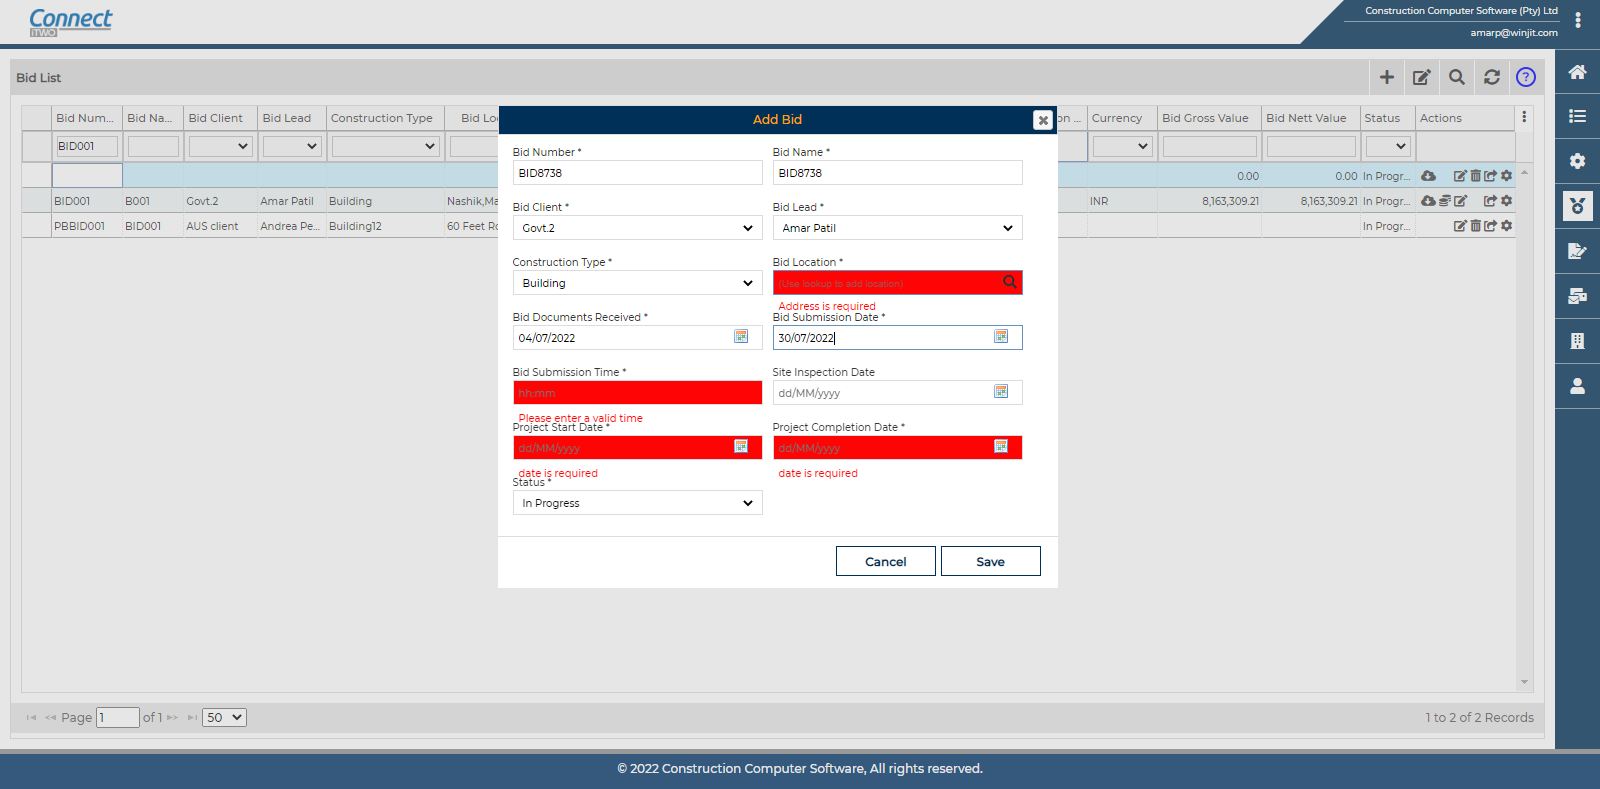 Connect
iTWO
Construction Computer Software (Pty) Ltd
amarp@winjit.com
Bid List
?
Bid Num... Bid Na... Bid Client Bid Lead Construction Type Bid Lo on ... Currency Bid Gross Value Bid Nett Value Status Actions
BID001
0.00 0.00 In Progr...
BID001 B001 Govt.2 Amar Patil Building Nashik,Ma INR 8,163,309.21 8,163,309.21 In Progr...
PBBID001 BID001 AUS client Andrea Pe... Building12 60 Feet Ro In Progr...
Add Bid
Bid Number * Bid Name *
BID8738 BID8738
Bid Client * Bid Lead *
Govt.2 Amar Patil
Construction Type * Bid Location *
Building (Use lookup to add location)
Address is required
Bid Documents Received * Bid Submission Date *
04/07/2022 30/07/2022
Bid Submission Time * Site Inspection Date
hh:mm dd/MM/yyyy
Please enter a valid time
Project Start Date * Project Completion Date *
dd/MM/yyyy dd/MM/yyyy
date is required date is required
Status *
In Progress
Cancel Save
Page 1 of 1 50 1 to 2 of 2 Records
© 2022 Construction Computer Software, All rights reserved.